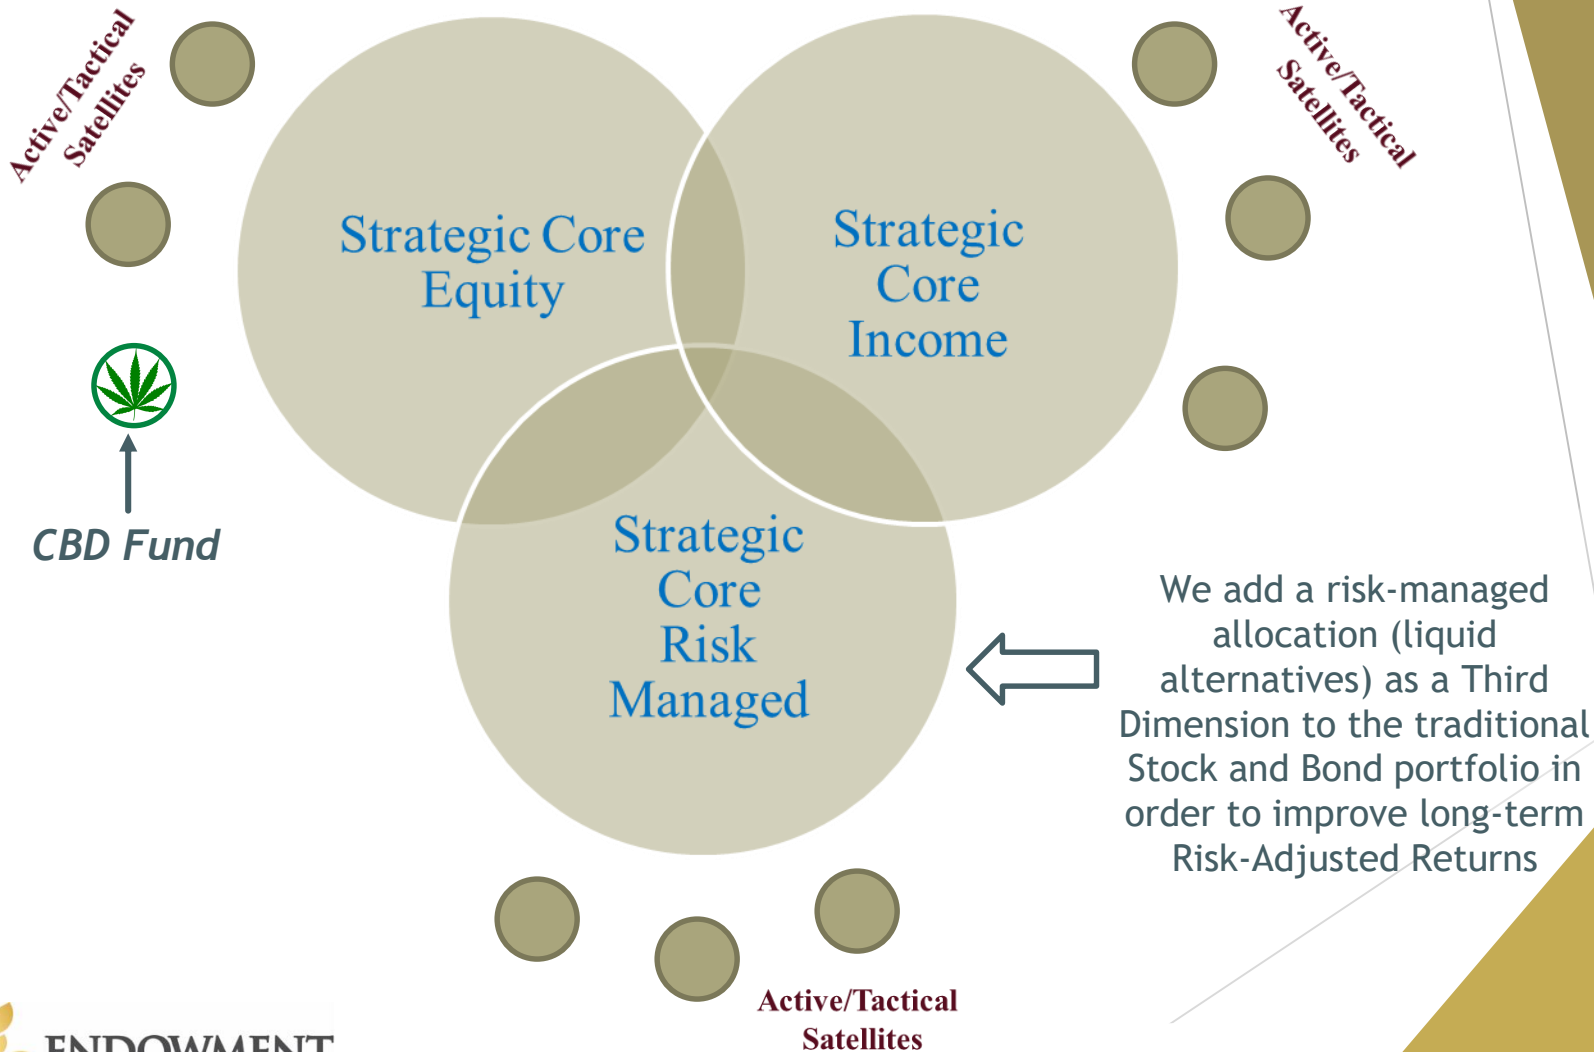 Active/Tactical
Satellites
Active/Tactical
Satellites
Strategic Core
Equity
Strategic
Core
Income
CBD Fund
Strategic
Core
Risk
Managed
We add a risk-managed
allocation (liquid
alternatives) as a Third
Dimension to the traditional
Stock and Bond portfolio in
order to improve long-term
Risk-Adjusted Returns
Active/Tactical
Satellites
ENDOWMENT